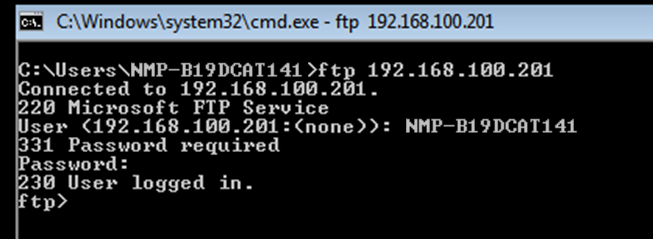 C:\Windows\system32\cmd.exe - ftp 192.168.100.201
C:\Users\NMP-B19DCAT141>ftp 192.168.100.201
Connected to 192.168.100.201.
220 Microsoft FTP Service
User (192.168.100.201:(none)): NMP-B19DCAT141
331 Password required
Password:
230 User logged in.
ftp>